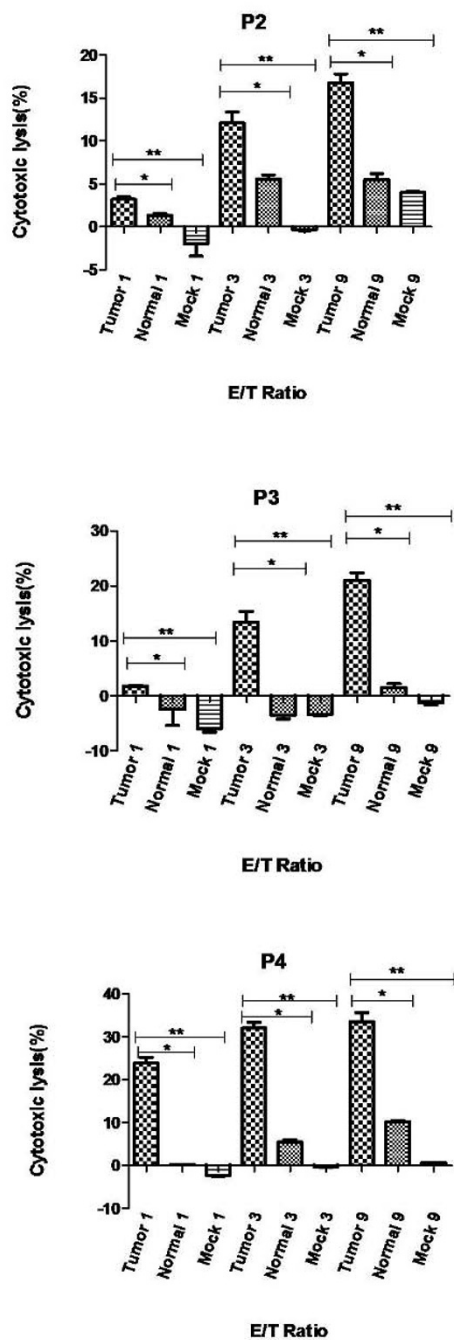 P2
Cytotoxic lysis(%)
20
15
10
5
0
-5
**
*
**
*
**
*
Tumor 1
Normal 1
Mock 1
Tumor 3
Normal 3
Mock 3
Tumor 9
Normal 9
Mock 9
E/T Ratio
P3
Cytotoxic lysis(%)
30
20
10
0
-10
**
*
**
*
**
*
Tumor 1
Normal 1
Mock 1
Tumor 3
Normal 3
Mock 3
Tumor 9
Normal 9
Mock 9
E/T Ratio
P4
Cytotoxic lysis(%)
40
30
20
10
0
-10
**
*
**
*
**
*
Tumor 1
Normal 1
Mock 1
Tumor 3
Normal 3
Mock 3
Tumor 9
Normal 9
Mock 9
E/T Ratio